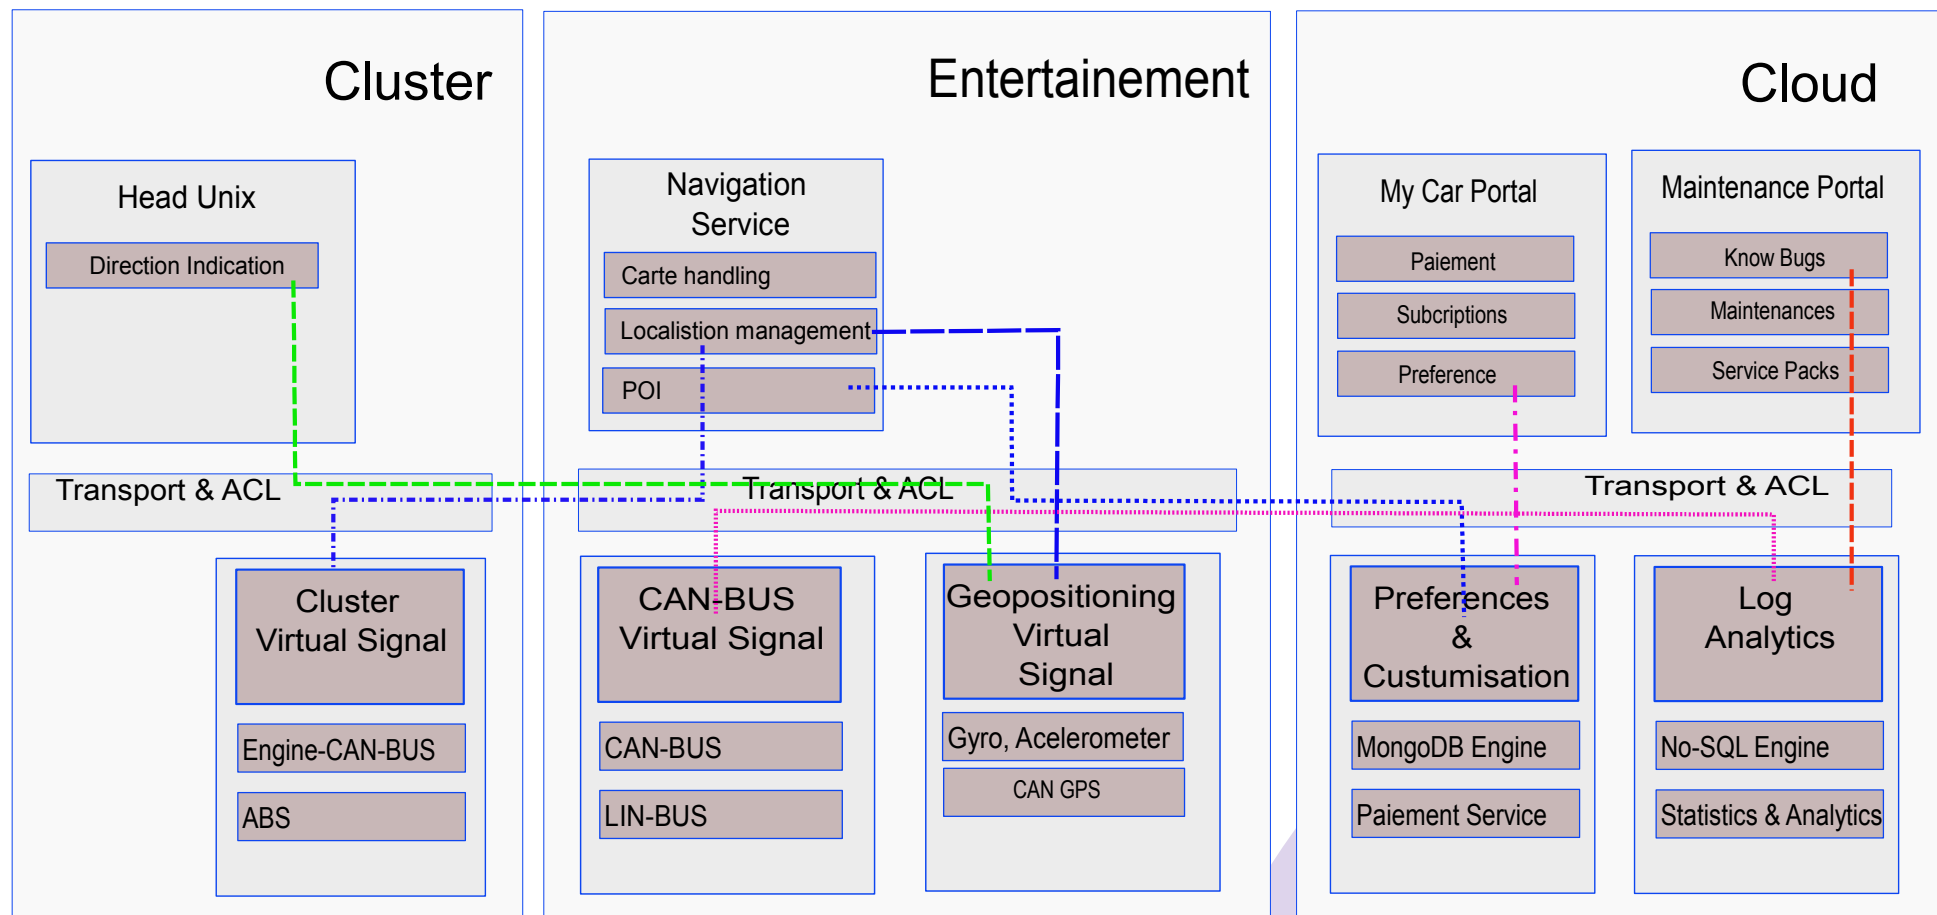 Cluster
Head Unix
Direction Indication
Transport & ACL
Cluster
Virtual Signal
Engine-CAN-BUS
ABS
Entertainement
Navigation
Service
Carte handling
Localistion management
POI
Transport & ACL
CAN-BUS
Virtual Signal
CAN-BUS
LIN-BUS
Geopositioning
Virtual
Signal
Gyro, Acelerometer
CAN GPS
Cloud
My Car Portal
Paiement
Subcriptions
Preference
Maintenance Portal
Know Bugs
Maintenances
Service Packs
Transport & ACL
Preferences
&
Custumisation
MongoDB Engine
Paiement Service
Log
Analytics
No-SQL Engine
Statistics & Analytics